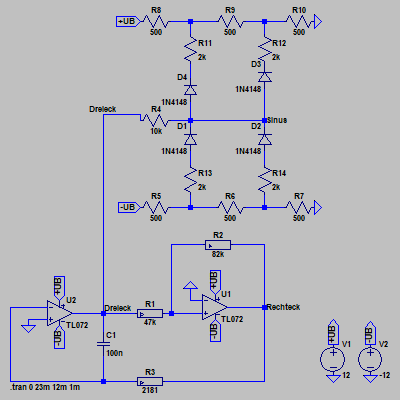 +UB R8 500 R9 500 R10 500
R11 2k R12 2k
D4 1N4148 D3 1N4148
Dreieck R4 10k Sinus
D1 1N4148 D2 1N4148
R13 2k R14 2k
-UB R5 500 R6 500 R7 500
R2 82k
+UB U2 TL072 -UB
Dreieck R1 47k
+UB U1 TL072 -UB
Rechteck
C1 100n
R3 2181
+UB V1 12
-UB V2 -12
.tran 0 23m 12m 1m